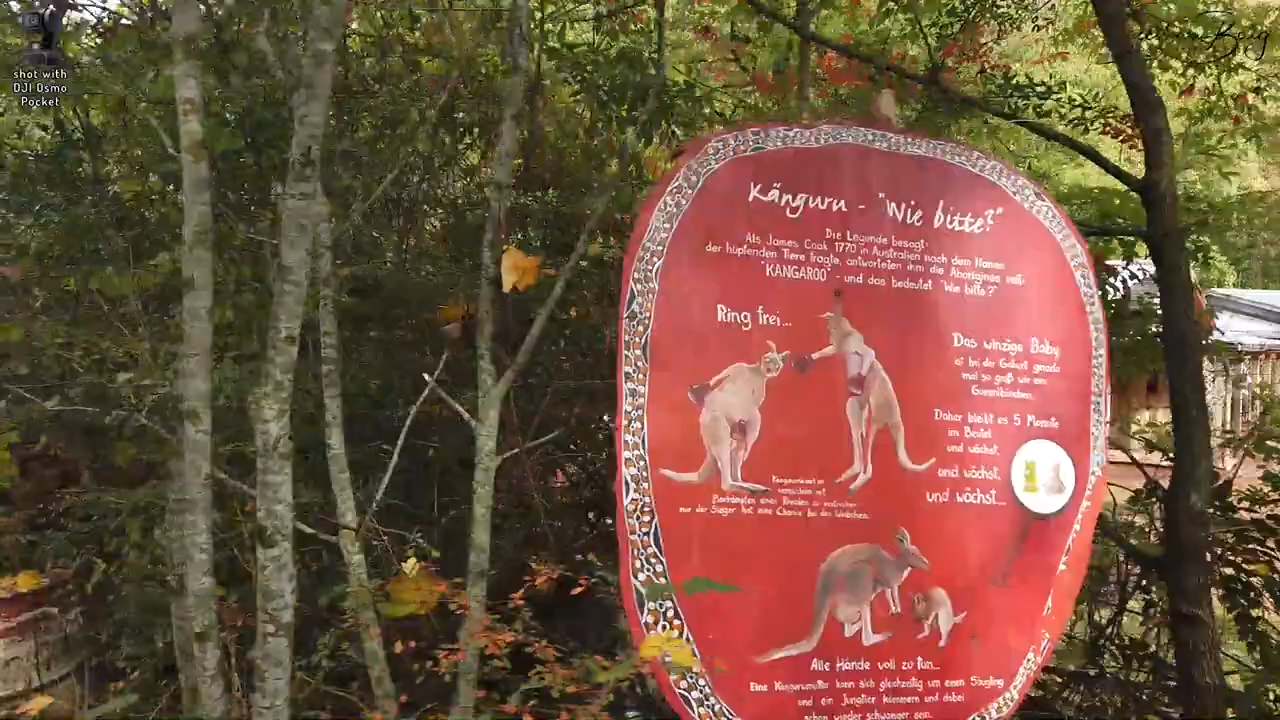 shot with
DJI Osmo
Pocket
Känguru - "Wie bitte?"
Die Legende besagt:
Als James Cook 1770 in Australien nach dem Namen
der hüpfenden Tiere fragte, antworteten ihm die Aborigines
"KANGAROO" - und das bedeutet "Wie bitte?"
Ring frei...
Das winzige Baby
ist bei der Geburt gerade
mal so groß wie ein
Gummibärchen.
Daher bleibt es 5 Monate
im Beutel
und wächst,
und wächst,
und wächst...
nur der Sieger hat eine Chance bei den Weibchen.
Alle Hände voll zu tun...
Eine Kängurumutter kann sich gleichzeitig um einen Säugling
und ein Jungtier kümmern und dabei
schon wieder schwanger sein.